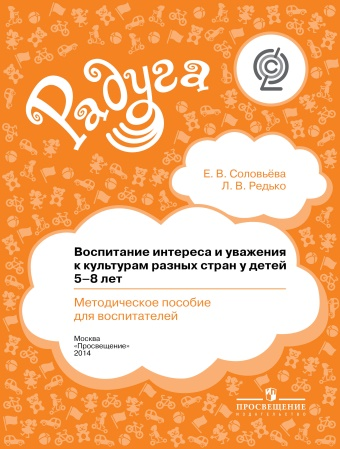 Радуга
Е. В. Соловьёва
Л. В. Редько
Воспитание интереса и уважения
к культурам разных стран у детей
5–8 лет
Методическое пособие
для воспитателей
Москва
«Просвещение»
2014
ПРОСВЕЩЕНИЕ
ИЗДАТЕЛЬСТВО